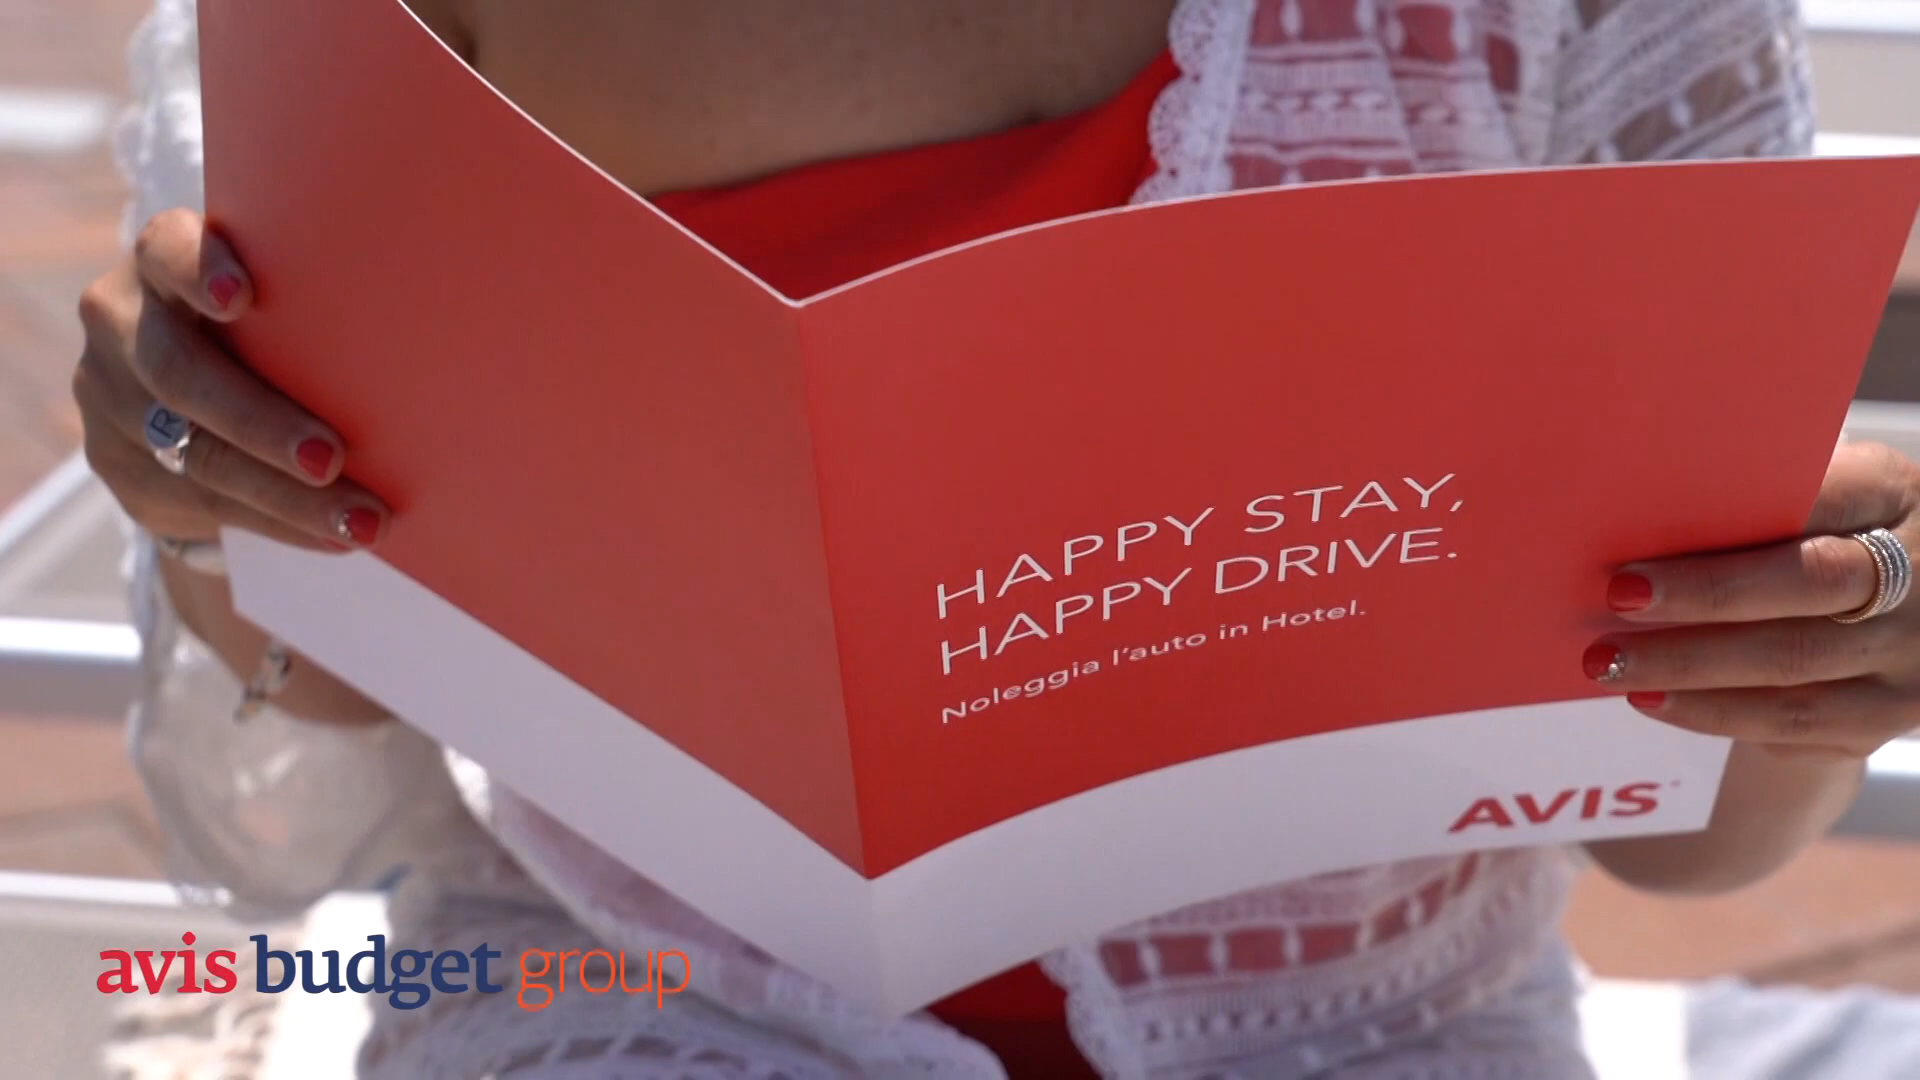 R
HAPPY STAY,
HAPPY DRIVE.
Noleggia l'auto in Hotel.
AVIS
avis budget group